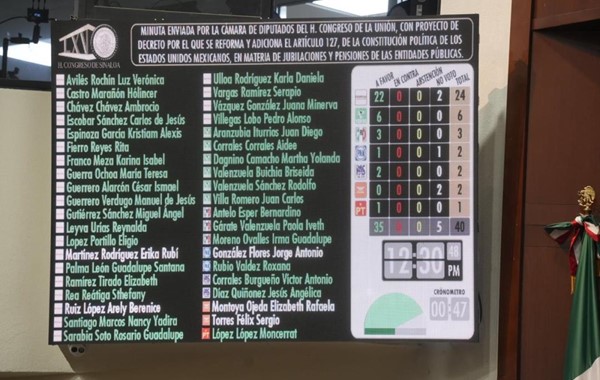 H. CONGRESO DE SINALOA
MINUTA ENVIADA POR LA CÁMARA DE DIPUTADOS DEL H. CONGRESO DE LA UNIÓN, CON PROYECTO DE
DECRETO POR EL QUE SE REFORMA Y ADICIONA EL ARTÍCULO 127, DE LA CONSTITUCIÓN POLÍTICA DE LOS
ESTADOS UNIDOS MEXICANOS, EN MATERIA DE JUBILACIONES Y PENSIONES DE LAS ENTIDADES PÚBLICAS.
Avilés Rochin Luz Verónica
Castro Marañón Hólincer
Chávez Chávez Ambrocio
Escobar Sánchez Carlos de Jesús
Espinoza Garcia Kristiam Alexis
Fierro Reyes Rita
Franco Meza Karina Isabel
Guerra Ochoa María Teresa
Guerrero Alarcón César Ismael
Guerrero Verdugo Manuel de Jesús
Gutiérrez Sánchez Miguel Ángel
Leyva Urías Reynalda
López Portillo Eligio
Martínez Rodríguez Erika Rubí
Palma León Guadalupe Santana
Ramírez Tirado Elizabeth
Rea Reátiga Sthefany
Ruiz López Arely Berenice
Santiago Marcos Nancy Yadira
Sarabia Soto Rosario Guadalupe
Ulloa Rodríguez Karla Daniela
Vargas Ramírez Serapio
Vázquez González Juana Minerva
Villegas Lobo Pedro Alonso
Aranzubia Iturrios Juan Diego
Corrales Corrales Aidee
Dagnino Camacho Martha Yolanda
Valenzuela Buichia Briseida
Valenzuela Sánchez Rodolfo
Villa Romero Juan Carlos
Antelo Esper Bernardino
Gárate Valenzuela Paola Iveth
Moreno Ovalles Irma Guadalupe
González Flores Jorge Antonio
Rubio Valdez Roxana
Corrales Burgueño Victor Antonio
Díaz Quiñonez Jesús Angélica
Montoya Ojeda Elizabeth Rafaela
Torres Félix Sergio
López López Moncerrat
A FAVOR EN CONTRA ABSTENCIÓN NO VOTO TOTAL
22 0 0 2 24
6 0 0 0 6
3 0 0 0 3
1 0 0 1 2
2 0 0 0 2
0 0 0 2 2
PT 1 0 0 0 1
35 0 0 5 40
12:30 48
PM
CRÓNOMETRO
00:47